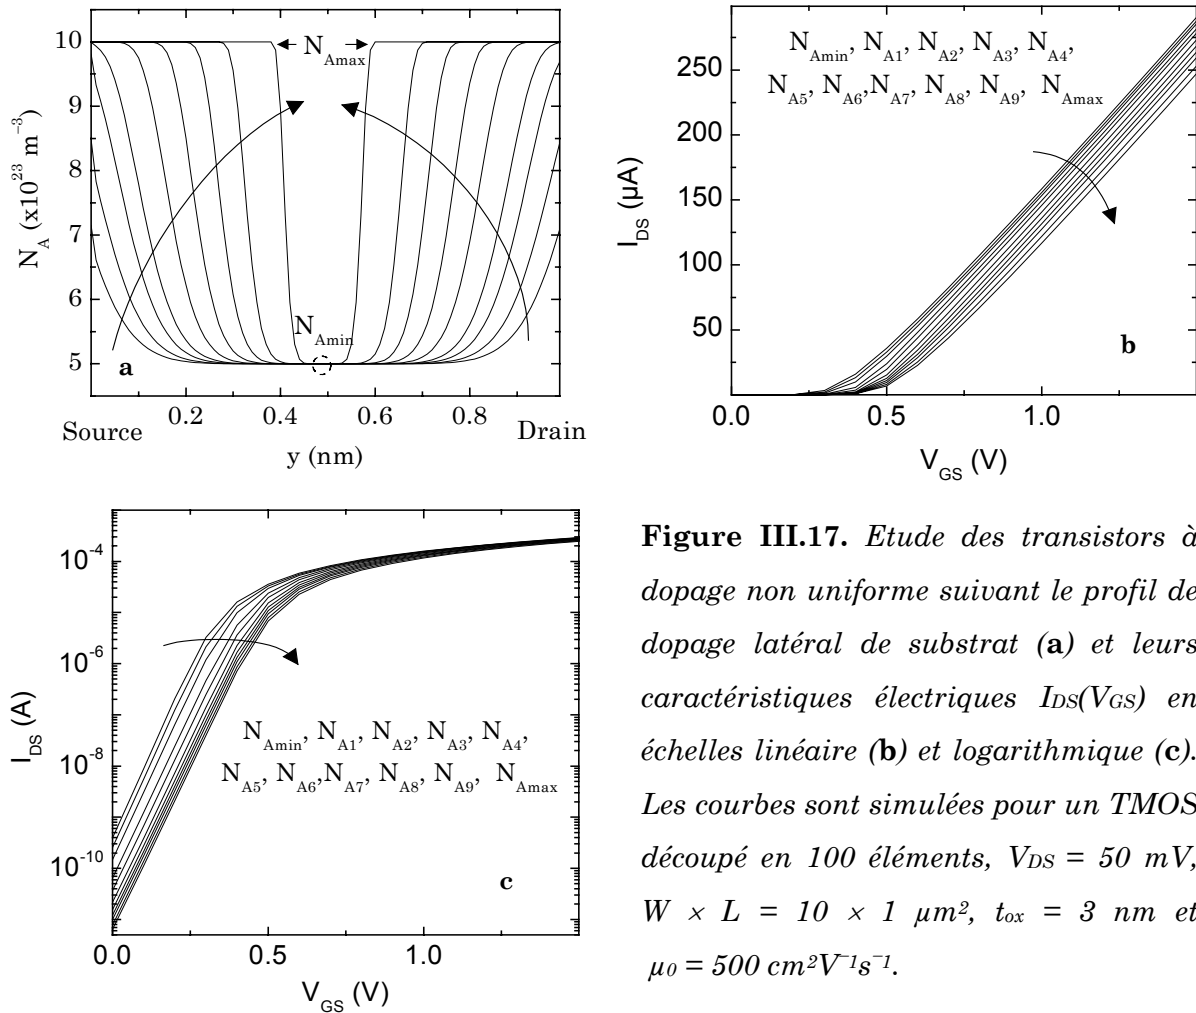 10
9
8
7
6
5
N_A (x10^23 m^−3)
N_Amax
N_Amin
a
0.2
0.4
0.6
0.8
Source
Drain
y (nm)
N_Amin, N_A1, N_A2, N_A3, N_A4,
N_A5, N_A6,N_A7, N_A8, N_A9, N_Amax
250
200
150
100
50
I_DS (µA)
b
0.0
0.5
1.0
V_GS (V)
10^-4
10^-6
10^-8
10^-10
I_DS (A)
N_Amin, N_A1, N_A2, N_A3, N_A4,
N_A5, N_A6,N_A7, N_A8, N_A9, N_Amax
c
0.0
0.5
1.0
V_GS (V)
Figure III.17. Etude des transistors à
dopage non uniforme suivant le profil de
dopage latéral de substrat (a) et leurs
caractéristiques électriques IDS(VGS) en
échelles linéaire (b) et logarithmique (c).
Les courbes sont simulées pour un TMOS
découpé en 100 éléments, VDS = 50 mV,
W × L = 10 × 1 µm², tox = 3 nm et
µ0 = 500 cm²V⁻¹s⁻¹.